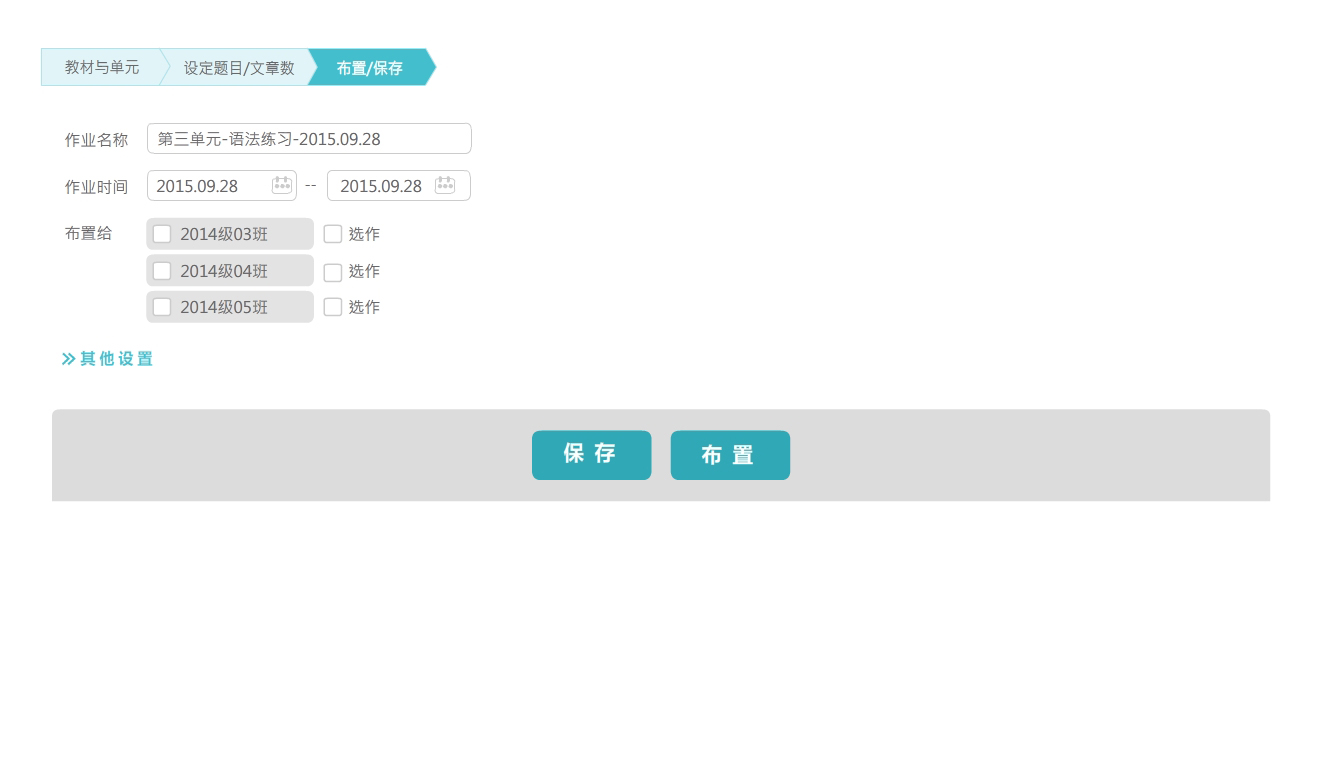 教材与单元 设定题目/文章数 布置/保存
作业名称 第三单元-语法练习-2015.09.28
作业时间 2015.09.28 -- 2015.09.28
布置给 2014级03班 选作
2014级04班 选作
2014级05班 选作
其他设置
保存 布置